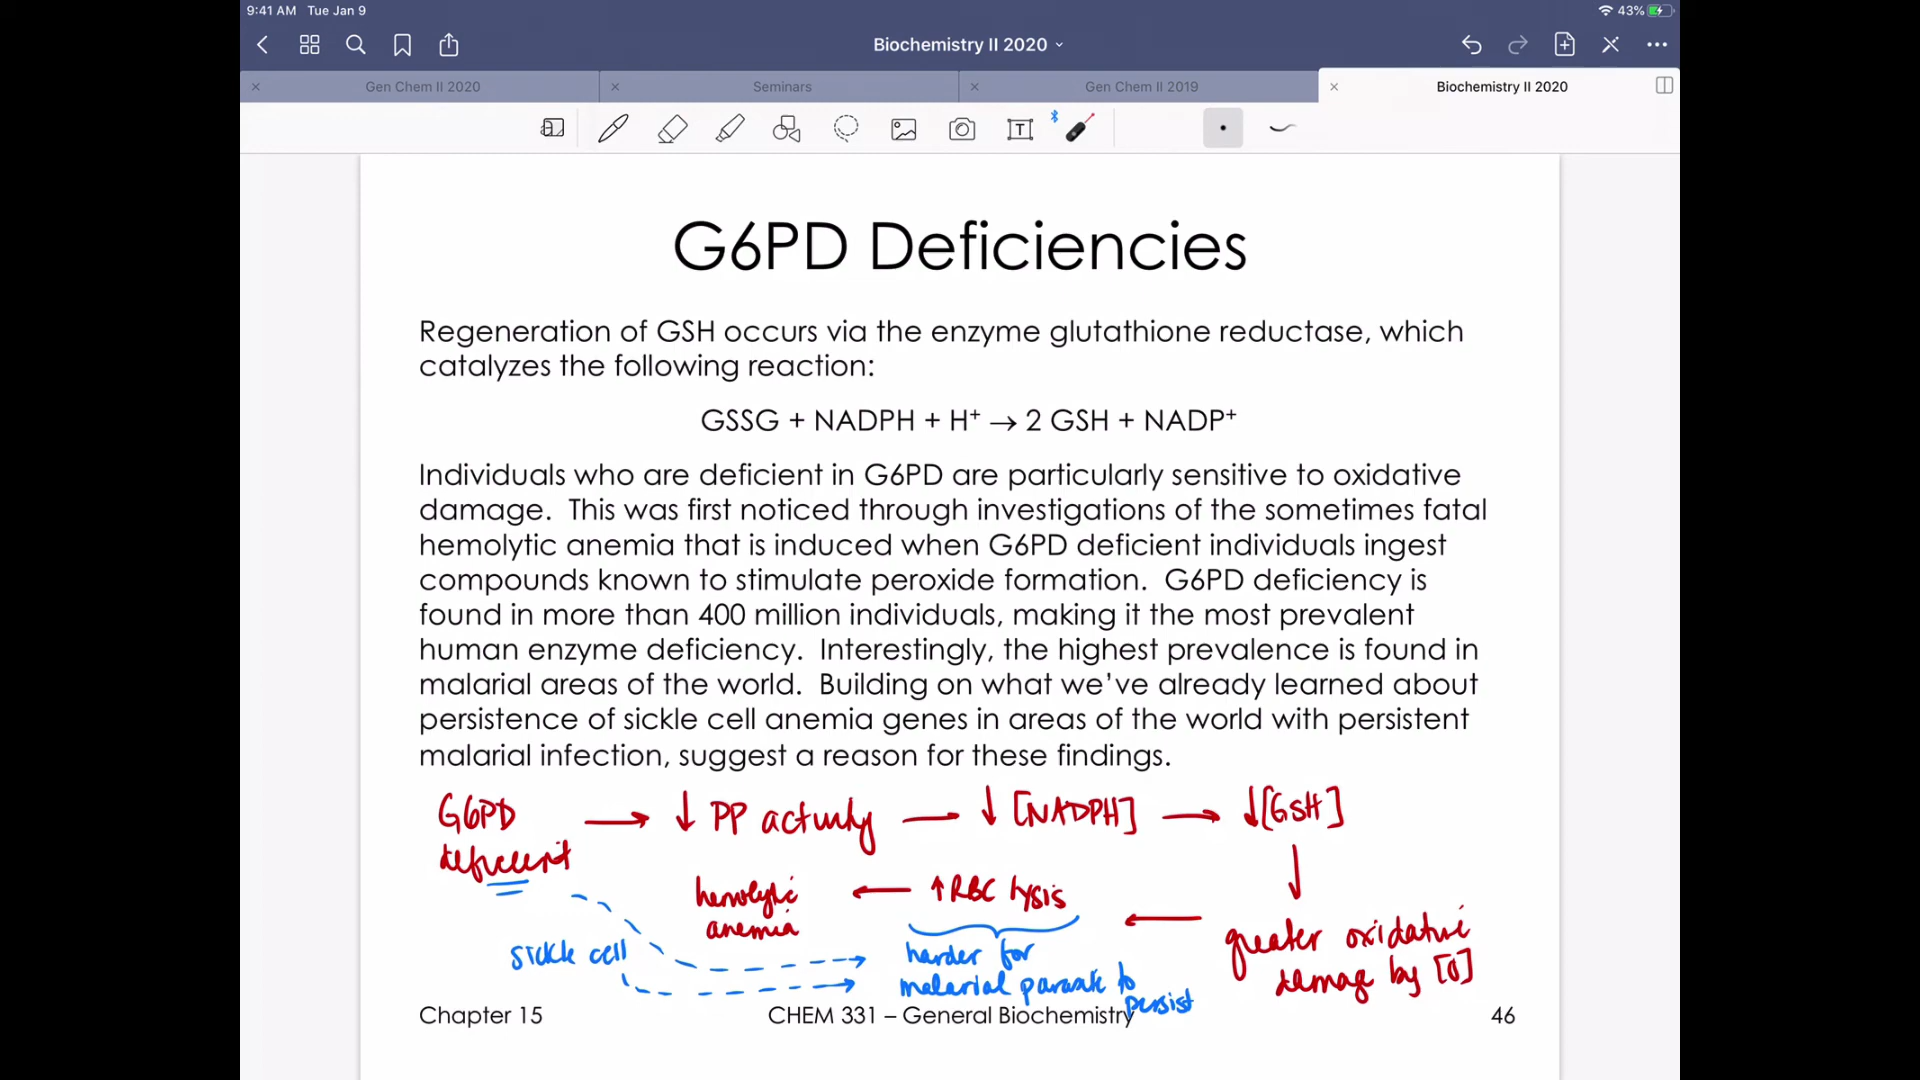 9:41 AM Tue Jan 9
43%
Biochemistry II 2020
Gen Chem II 2020
Seminars
Gen Chem II 2019
Biochemistry II 2020
T
G6PD Deficiencies
Regeneration of GSH occurs via the enzyme glutathione reductase, which
catalyzes the following reaction:
GSSG + NADPH + H⁺ → 2 GSH + NADP⁺
Individuals who are deficient in G6PD are particularly sensitive to oxidative
damage. This was first noticed through investigations of the sometimes fatal
hemolytic anemia that is induced when G6PD deficient individuals ingest
compounds known to stimulate peroxide formation. G6PD deficiency is
found in more than 400 million individuals, making it the most prevalent
human enzyme deficiency. Interestingly, the highest prevalence is found in
malarial areas of the world. Building on what we've already learned about
persistence of sickle cell anemia genes in areas of the world with persistent
malarial infection, suggest a reason for these findings.
G6PD → ↓ PP activity → ↓ [NADPH] → ↓ [GSH]
deficient
hemolytic ← ↑ RBC lysis ←
anemia
greater oxidative
damage by [O]
sickle cell
harder for
malarial parasite to
persist
Chapter 15
CHEM 331 – General Biochemistry
46